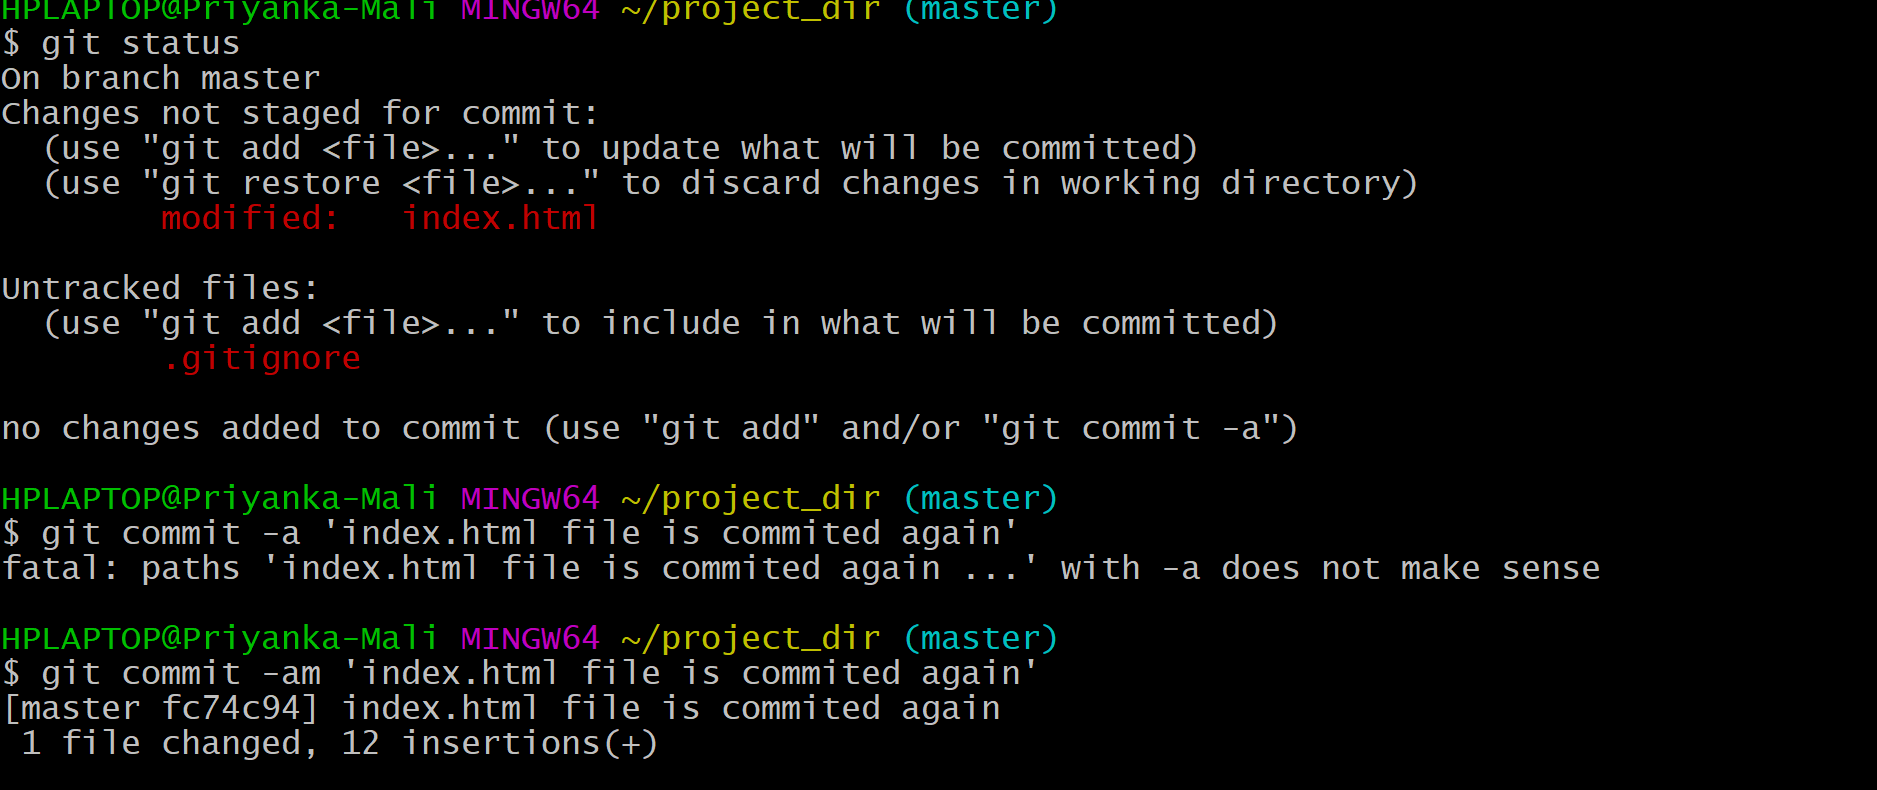 HPLAPTOP@Priyanka-Mali MINGW64 ~/project_dir (master)
$ git status
On branch master
Changes not staged for commit:
  (use "git add <file>..." to update what will be committed)
  (use "git restore <file>..." to discard changes in working directory)
        modified:   index.html

Untracked files:
  (use "git add <file>..." to include in what will be committed)
        .gitignore

no changes added to commit (use "git add" and/or "git commit -a")

HPLAPTOP@Priyanka-Mali MINGW64 ~/project_dir (master)
$ git commit -a 'index.html file is commited again'
fatal: paths 'index.html file is commited again ...' with -a does not make sense

HPLAPTOP@Priyanka-Mali MINGW64 ~/project_dir (master)
$ git commit -am 'index.html file is commited again'
[master fc74c94] index.html file is commited again
 1 file changed, 12 insertions(+)